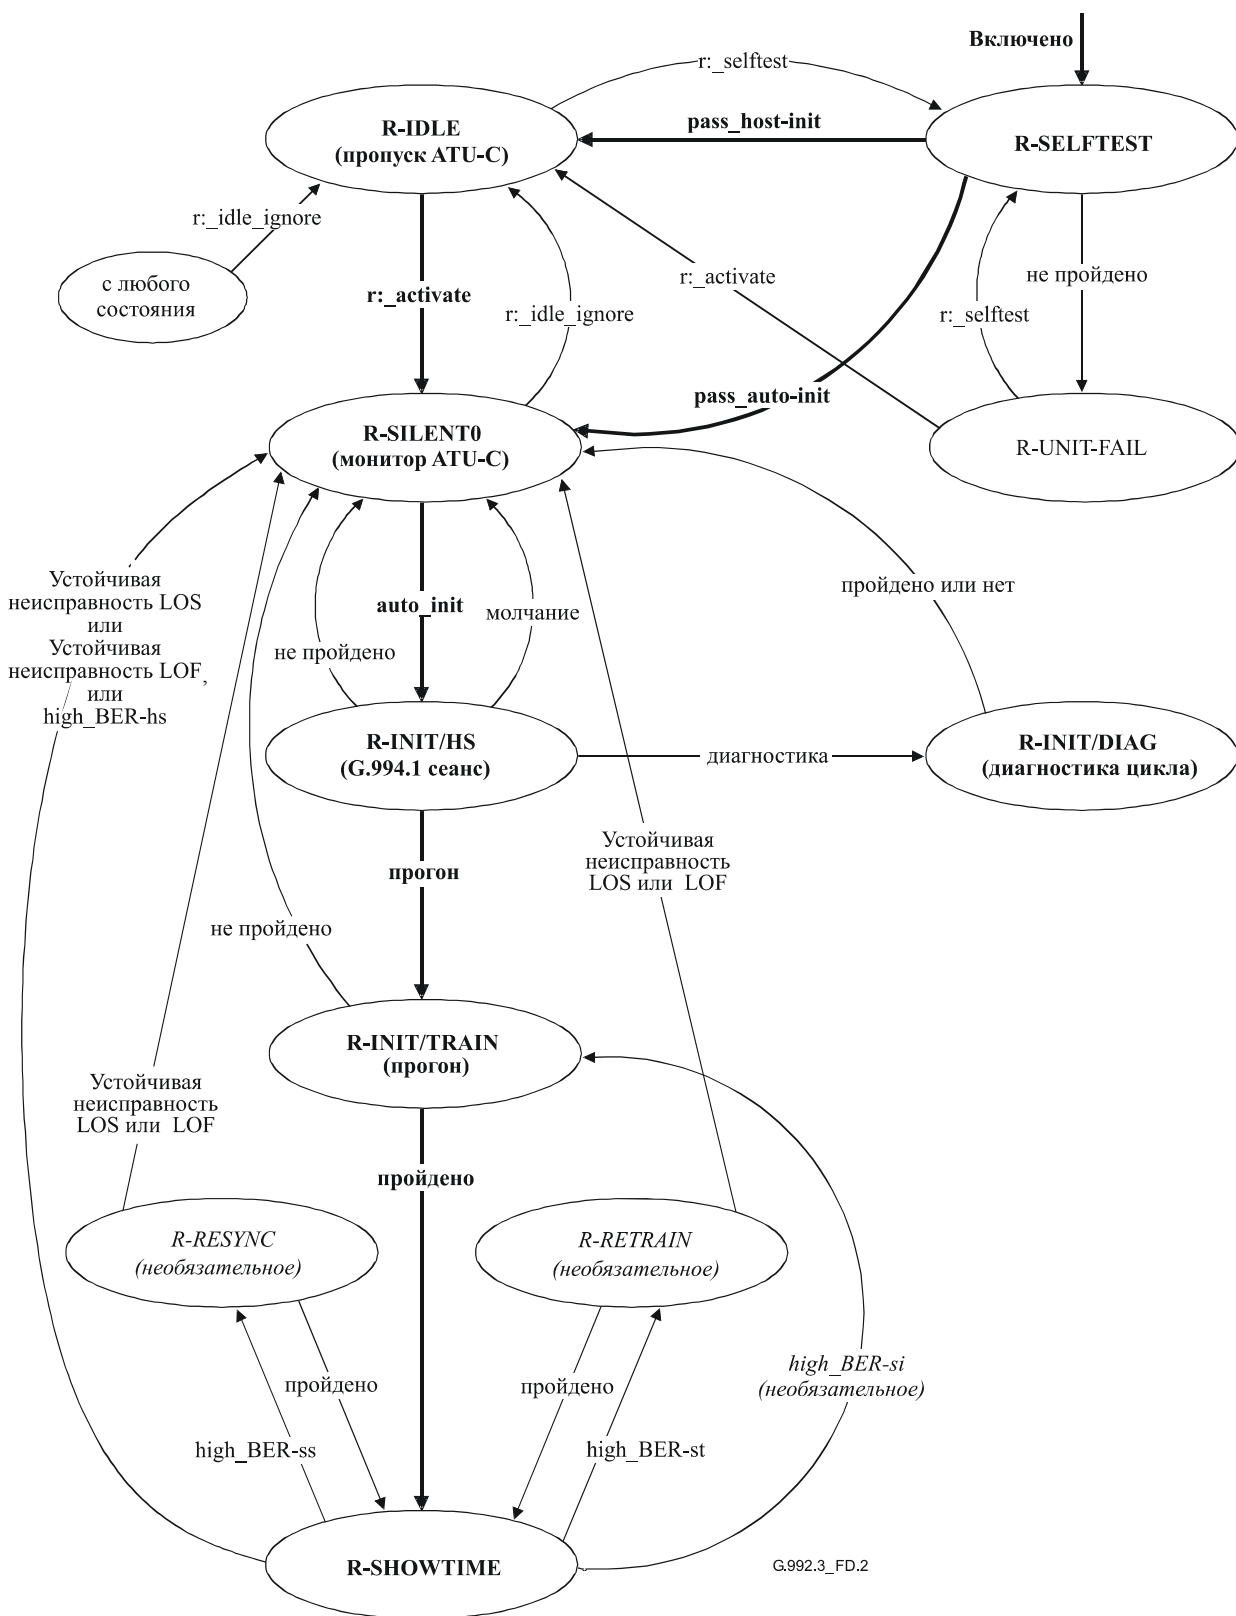 Включено
r:_selftest
R-IDLE
(пропуск ATU-C)
pass_host-init
R-SELFTEST
r:_idle_ignore
с любого
состояния
r:_activate
r:_idle_ignore
r:_activate
не пройдено
r:_selftest
pass_auto-init
R-SILENT0
(монитор ATU-C)
R-UNIT-FAIL
Устойчивая
неисправность LOS
или
Устойчивая
неисправность LOF,
или
high_BER-hs
auto_init
молчание
не пройдено
пройдено или нет
R-INIT/HS
(G.994.1 сеанс)
диагностика
R-INIT/DIAG
(диагностика цикла)
прогон
Устойчивая
неисправность
LOS или LOF
не пройдено
R-INIT/TRAIN
(прогон)
Устойчивая
неисправность
LOS или LOF
пройдено
R-RESYNC
(необязательное)
R-RETRAIN
(необязательное)
high_BER-si
(необязательное)
пройдено
пройдено
high_BER-ss
high_BER-st
R-SHOWTIME
G.992.3_FD.2